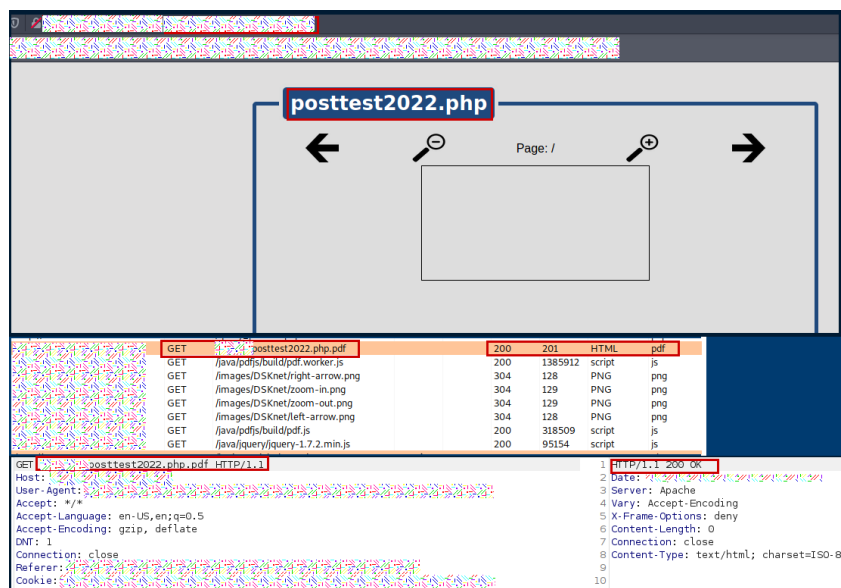 posttest2022.php
Page: /
GET posttest2022.php.pdf 200 201 HTML pdf
GET /java/pdfjs/build/pdf.worker.js 200 1385912 script js
GET /images/DSKnet/right-arrow.png 304 128 PNG png
GET /images/DSKnet/zoom-in.png 304 129 PNG png
GET /images/DSKnet/zoom-out.png 304 129 PNG png
GET /images/DSKnet/left-arrow.png 304 128 PNG png
GET /java/pdfjs/build/pdf.js 200 318509 script js
GET /java/jquery/jquery-1.7.2.min.js 200 95154 script js
GET posttest2022.php.pdf HTTP/1.1
Host:
User-Agent:
Accept: */*
Accept-Language: en-US,en;q=0.5
Accept-Encoding: gzip, deflate
DNT: 1
Connection: close
Referer:
Cookie:
1 HTTP/1.1 200 OK
2 Date:
3 Server: Apache
4 Vary: Accept-Encoding
5 X-Frame-Options: deny
6 Content-Length: 0
7 Connection: close
8 Content-Type: text/html; charset=ISO-8
9
10